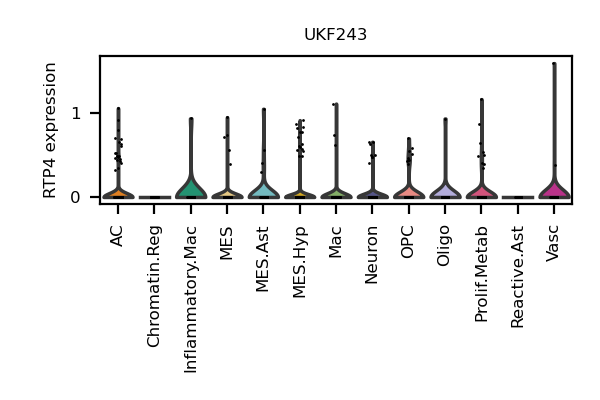 UKF243
RTP4 expression
1
0
AC
Chromatin.Reg
Inflammatory.Mac
MES
MES.Ast
MES.Hyp
Mac
Neuron
OPC
Oligo
Prolif.Metab
Reactive.Ast
Vasc